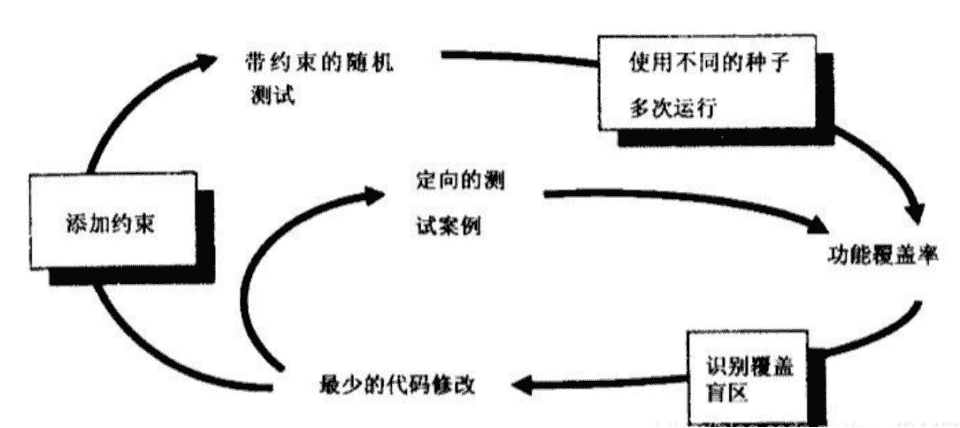 带约束的随机
测试
使用不同的种子
多次运行
定向的测
试案例
添加约束
功能覆盖率
识别覆盖
盲区
最少的代码修改